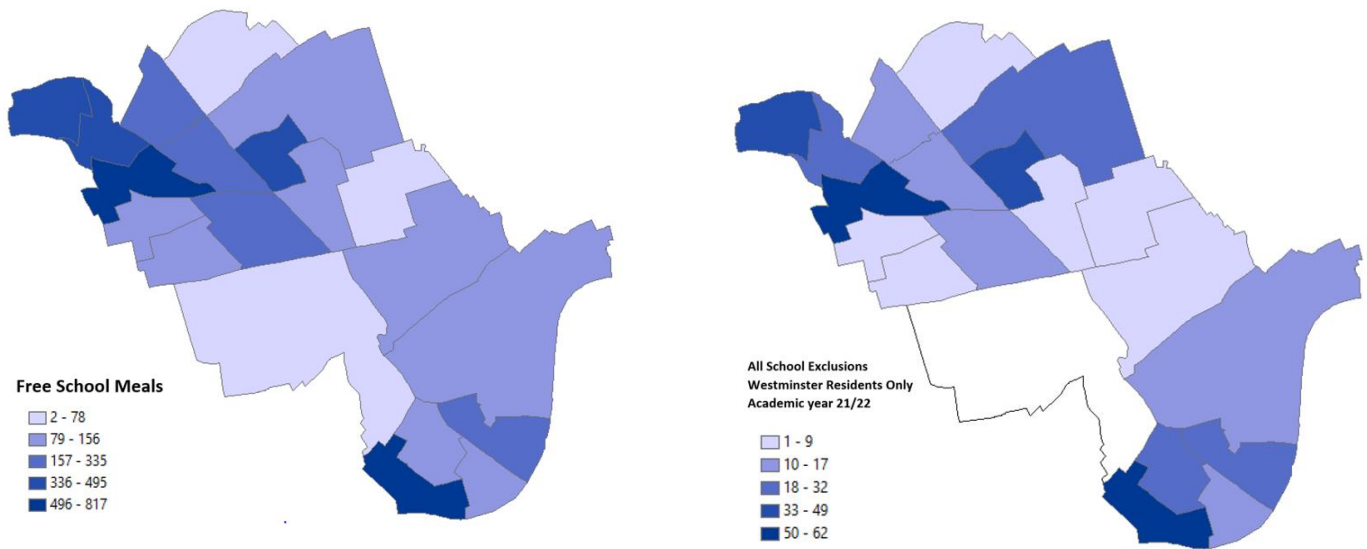 Free School Meals
2 - 78
79 - 156
157 - 335
336 - 495
496 - 817
All School Exclusions
Westminster Residents Only
Academic year 21/22
1 - 9
10 - 17
18 - 32
33 - 49
50 - 62